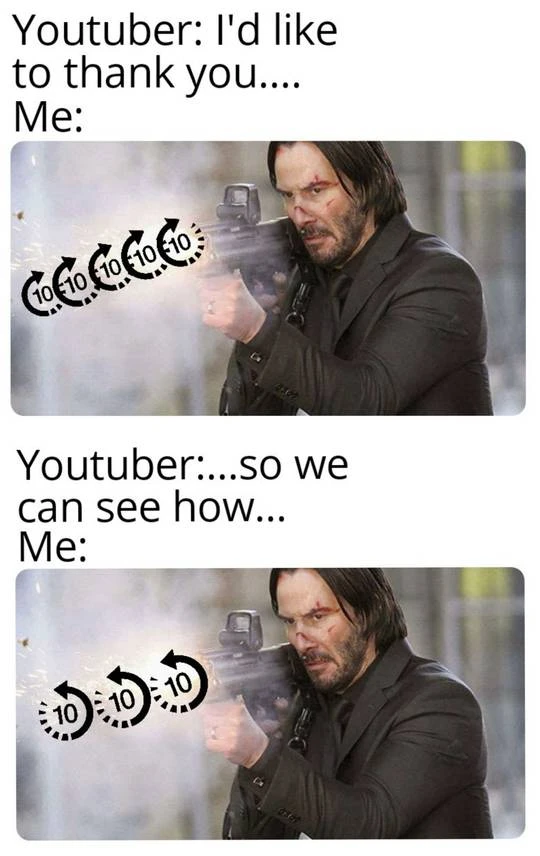 Youtuber: I'd like
to thank you....
Me:
10 10 10 10 10
Youtuber:...so we
can see how...
Me:
10 10 10